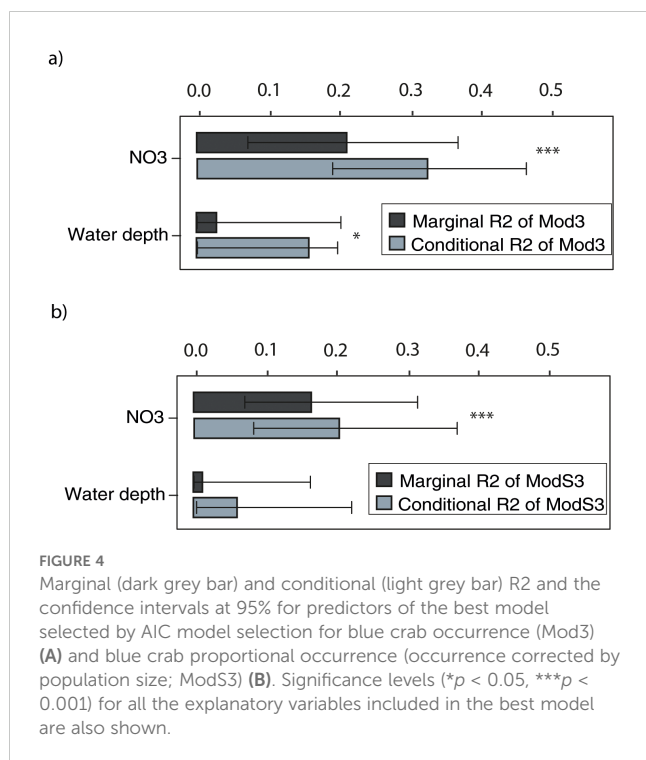 a)
0.0 0.1 0.2 0.3 0.4 0.5
NO3
***
Water depth
*
Marginal R2 of Mod3
Conditional R2 of Mod3
b)
0.0 0.1 0.2 0.3 0.4 0.5
NO3
***
Water depth
Marginal R2 of ModS3
Conditional R2 of ModS3
FIGURE 4
Marginal (dark grey bar) and conditional (light grey bar) R2 and the
confidence intervals at 95% for predictors of the best model
selected by AIC model selection for blue crab occurrence (Mod3)
(A) and blue crab proportional occurrence (occurrence corrected by
population size; ModS3) (B). Significance levels (*p < 0.05, ***p <
0.001) for all the explanatory variables included in the best model
are also shown.